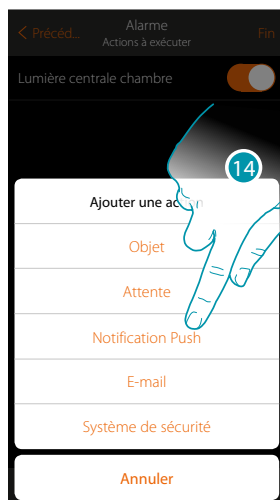 Alarme
< Précéd... Actions à exécuter Fin
Lumière centrale chambre
14
Ajouter une ac
Objet
Attente
Notification Push
E-mail
Système de sécurité
Annuler